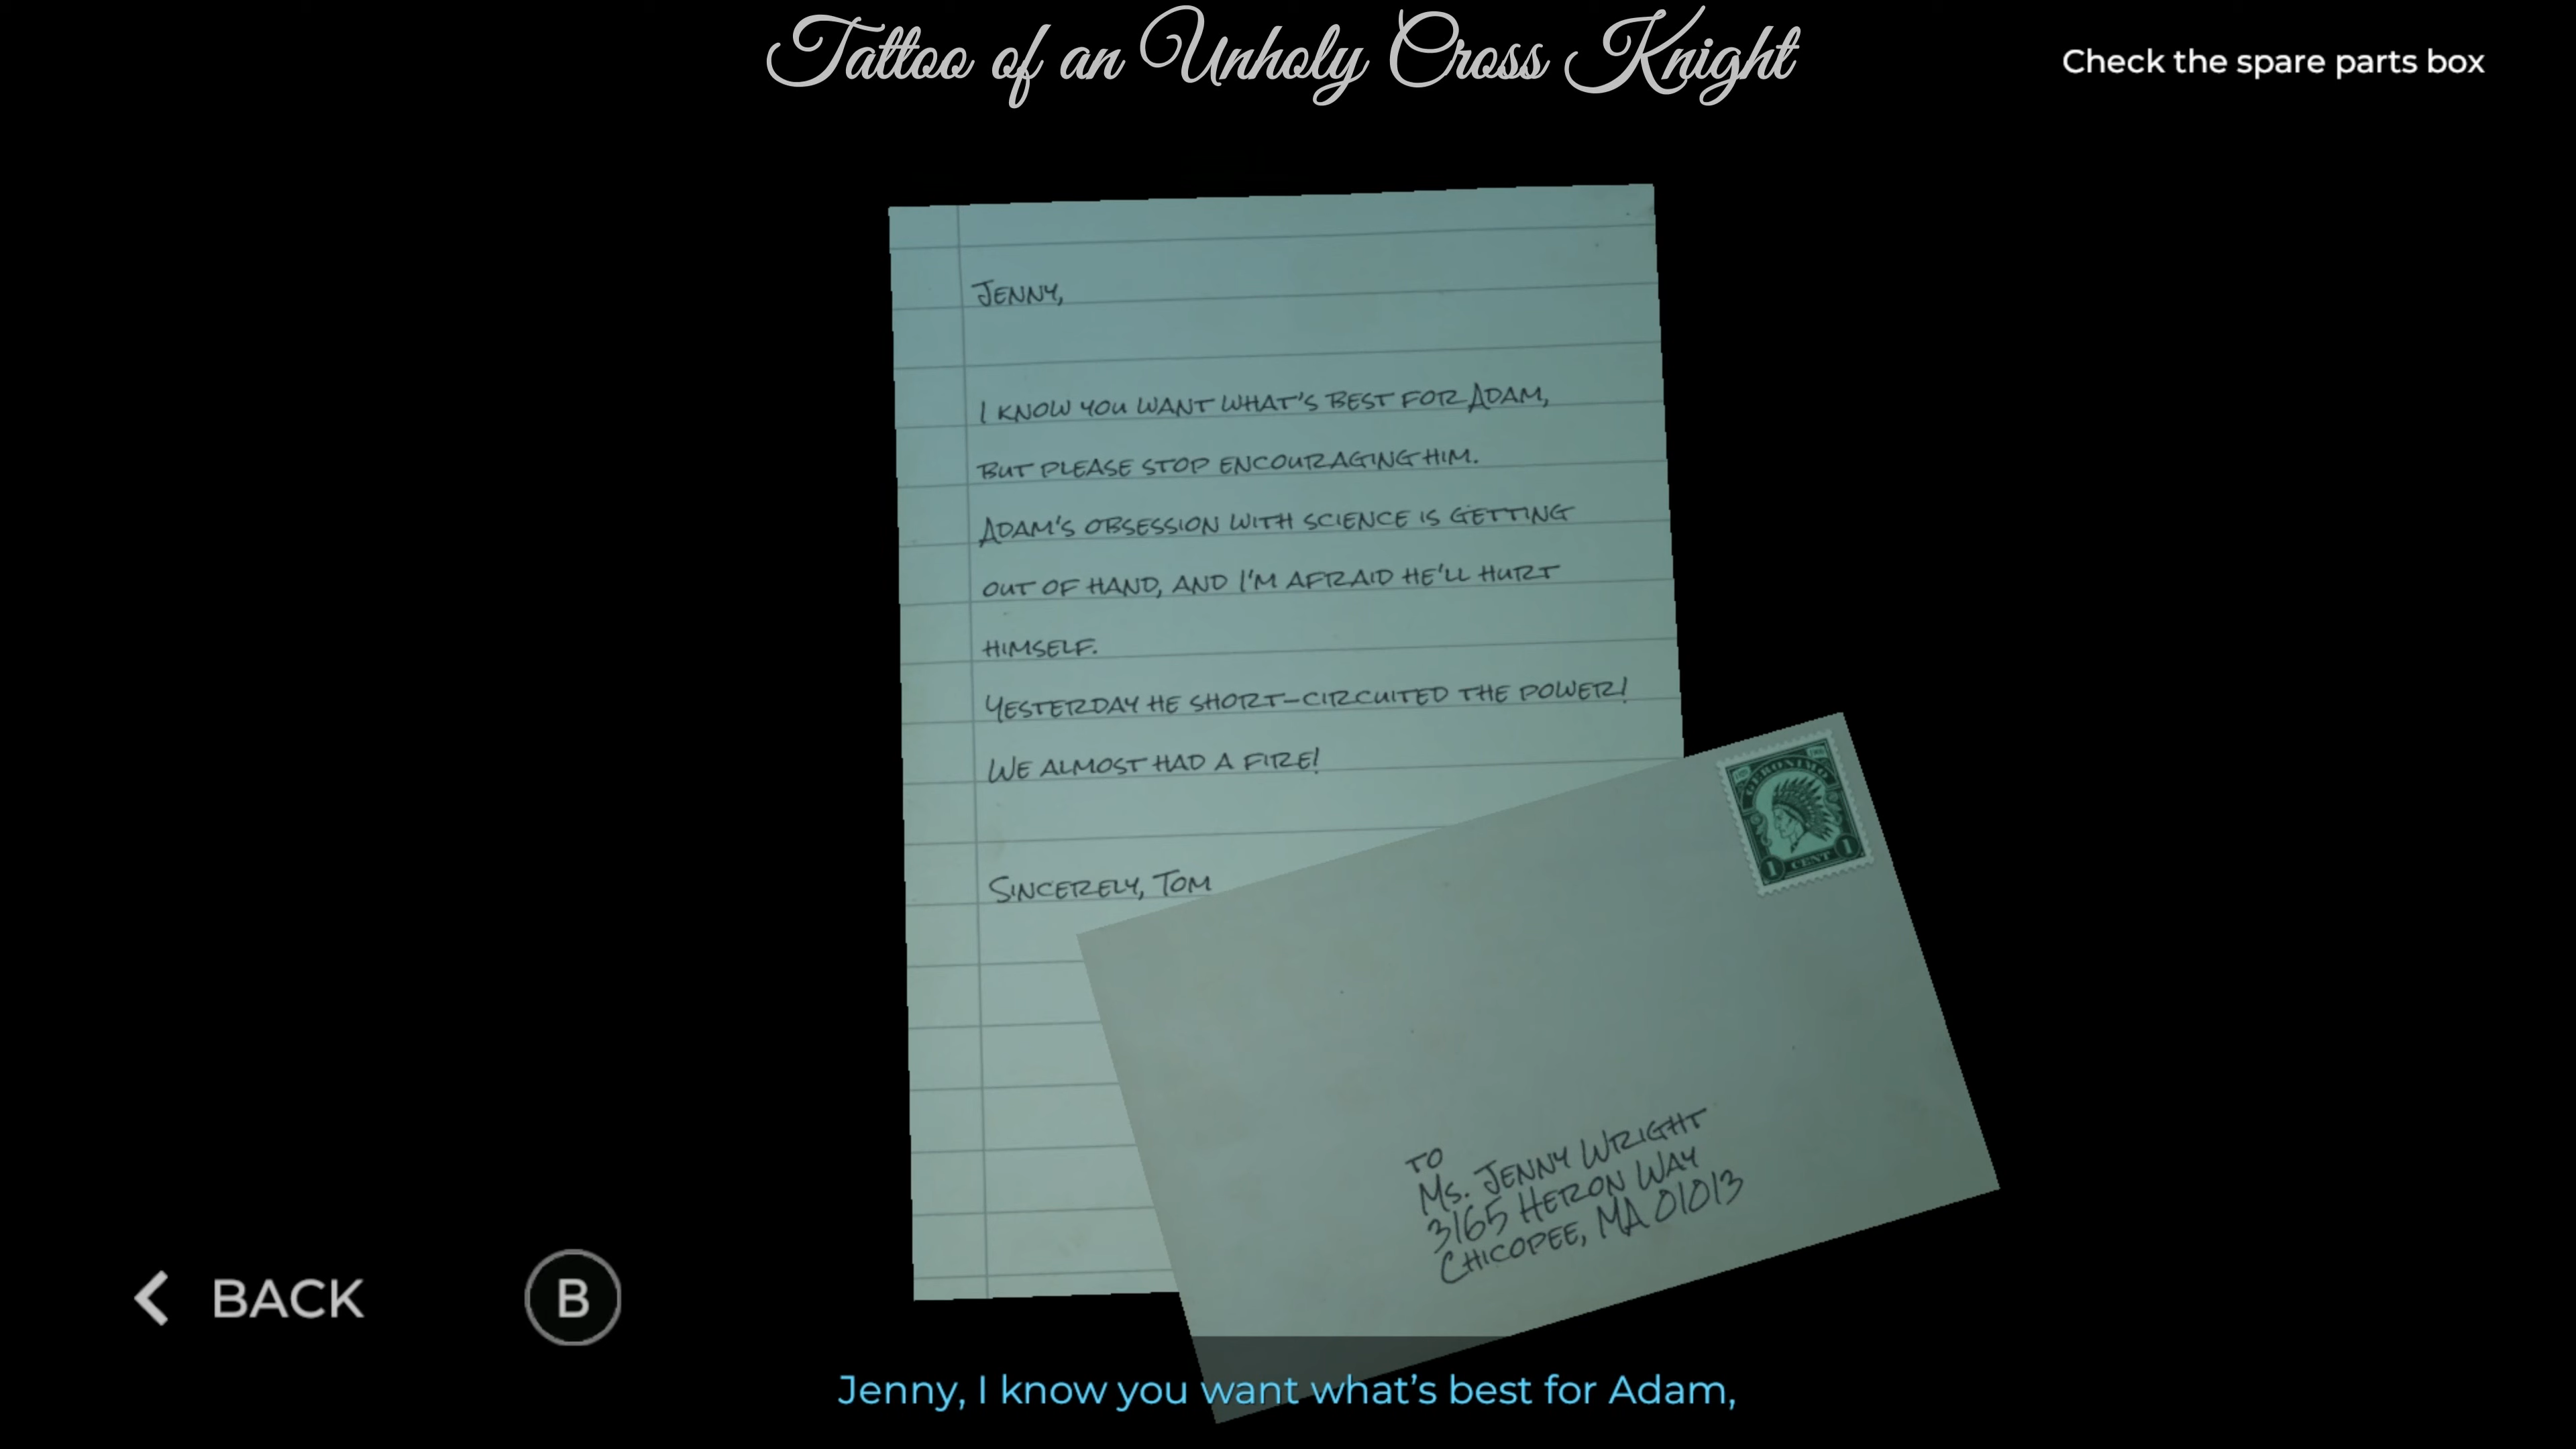 Tattoo of an Unholy Cross Knight
Check the spare parts box
JENNY,
I KNOW YOU WANT WHAT'S BEST FOR ADAM,
BUT PLEASE STOP ENCOURAGING HIM.
ADAM'S OBSESSION WITH SCIENCE IS GETTING
OUT OF HAND, AND I'M AFRAID HE'LL HURT
HIMSELF.
YESTERDAY HE SHORT-CIRCUITED THE POWER!
WE ALMOST HAD A FIRE!
SINCERELY, TOM
GERONIMO
1 CENT 1
TO
MS. JENNY WRIGHT
3165 HERON WAY
CHICOPEE, MA 01013
BACK
B
Jenny, I know you want what's best for Adam,